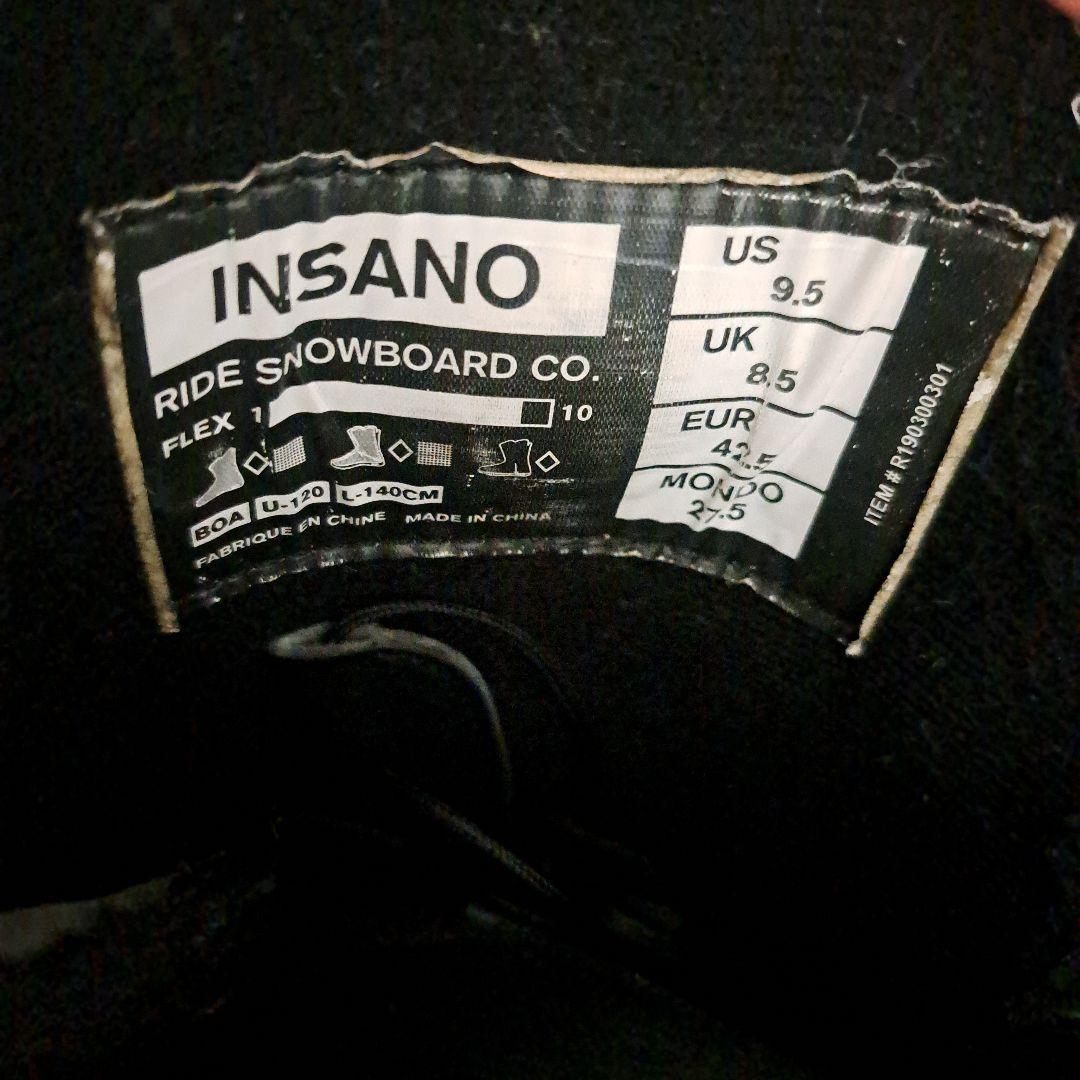 INSANO
RIDE SNOWBOARD CO.
FLEX 1 10
BOA U-120 L-140CM
FABRIQUE EN CHINE MADE IN CHINA
US
9.5
UK
8.5
EUR
42.5
MONDO
27.5
ITEM # R190300301